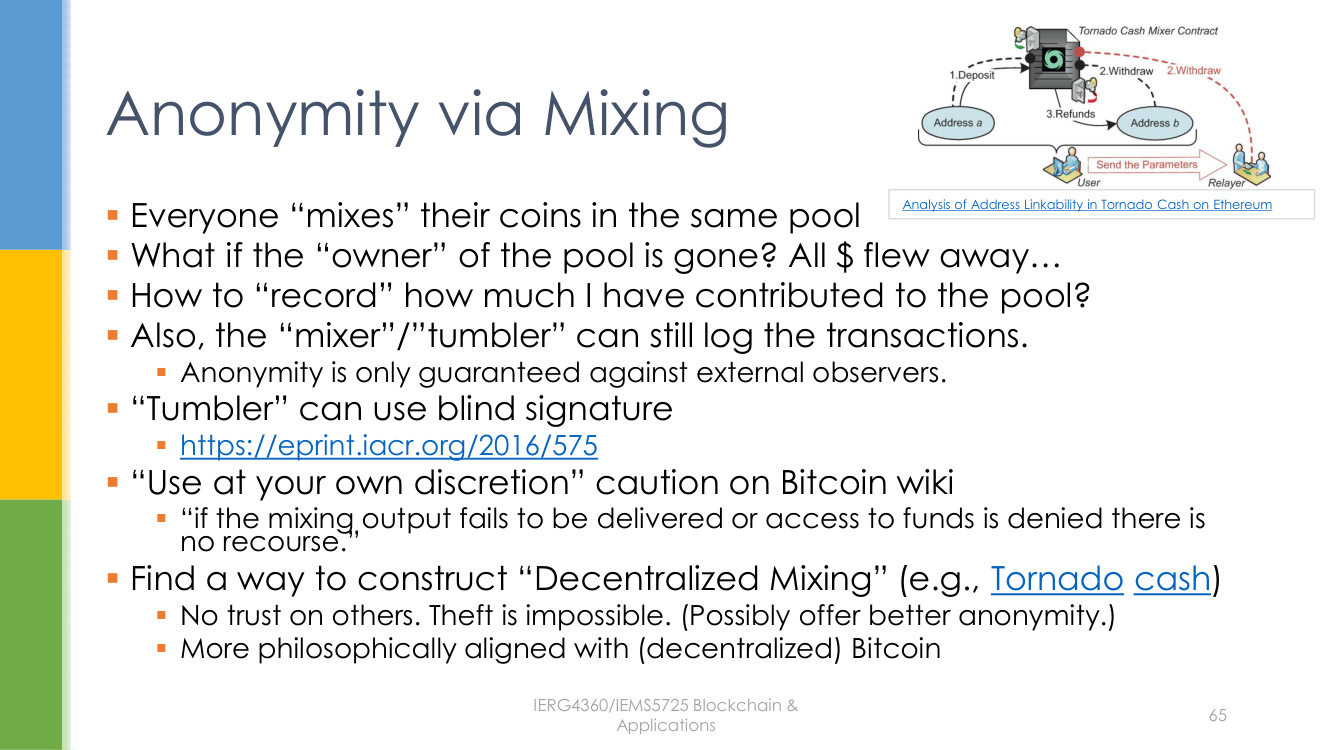 Tornado Cash Mixer Contract
1.Deposit
2.Withdraw
2.Withdraw
3.Refunds
Address a
Address b
Send the Parameters
User
Relayer
Analysis of Address Linkability in Tornado Cash on Ethereum
Anonymity via Mixing
Everyone “mixes” their coins in the same pool
What if the “owner” of the pool is gone? All $ flew away…
How to “record” how much I have contributed to the pool?
Also, the “mixer”/”tumbler” can still log the transactions.
Anonymity is only guaranteed against external observers.
“Tumbler” can use blind signature
https://eprint.iacr.org/2016/575
“Use at your own discretion” caution on Bitcoin wiki
“if the mixing output fails to be delivered or access to funds is denied there is
no recourse.”
Find a way to construct “Decentralized Mixing” (e.g., Tornado cash)
No trust on others. Theft is impossible. (Possibly offer better anonymity.)
More philosophically aligned with (decentralized) Bitcoin
IERG4360/IEMS5725 Blockchain &
Applications
65